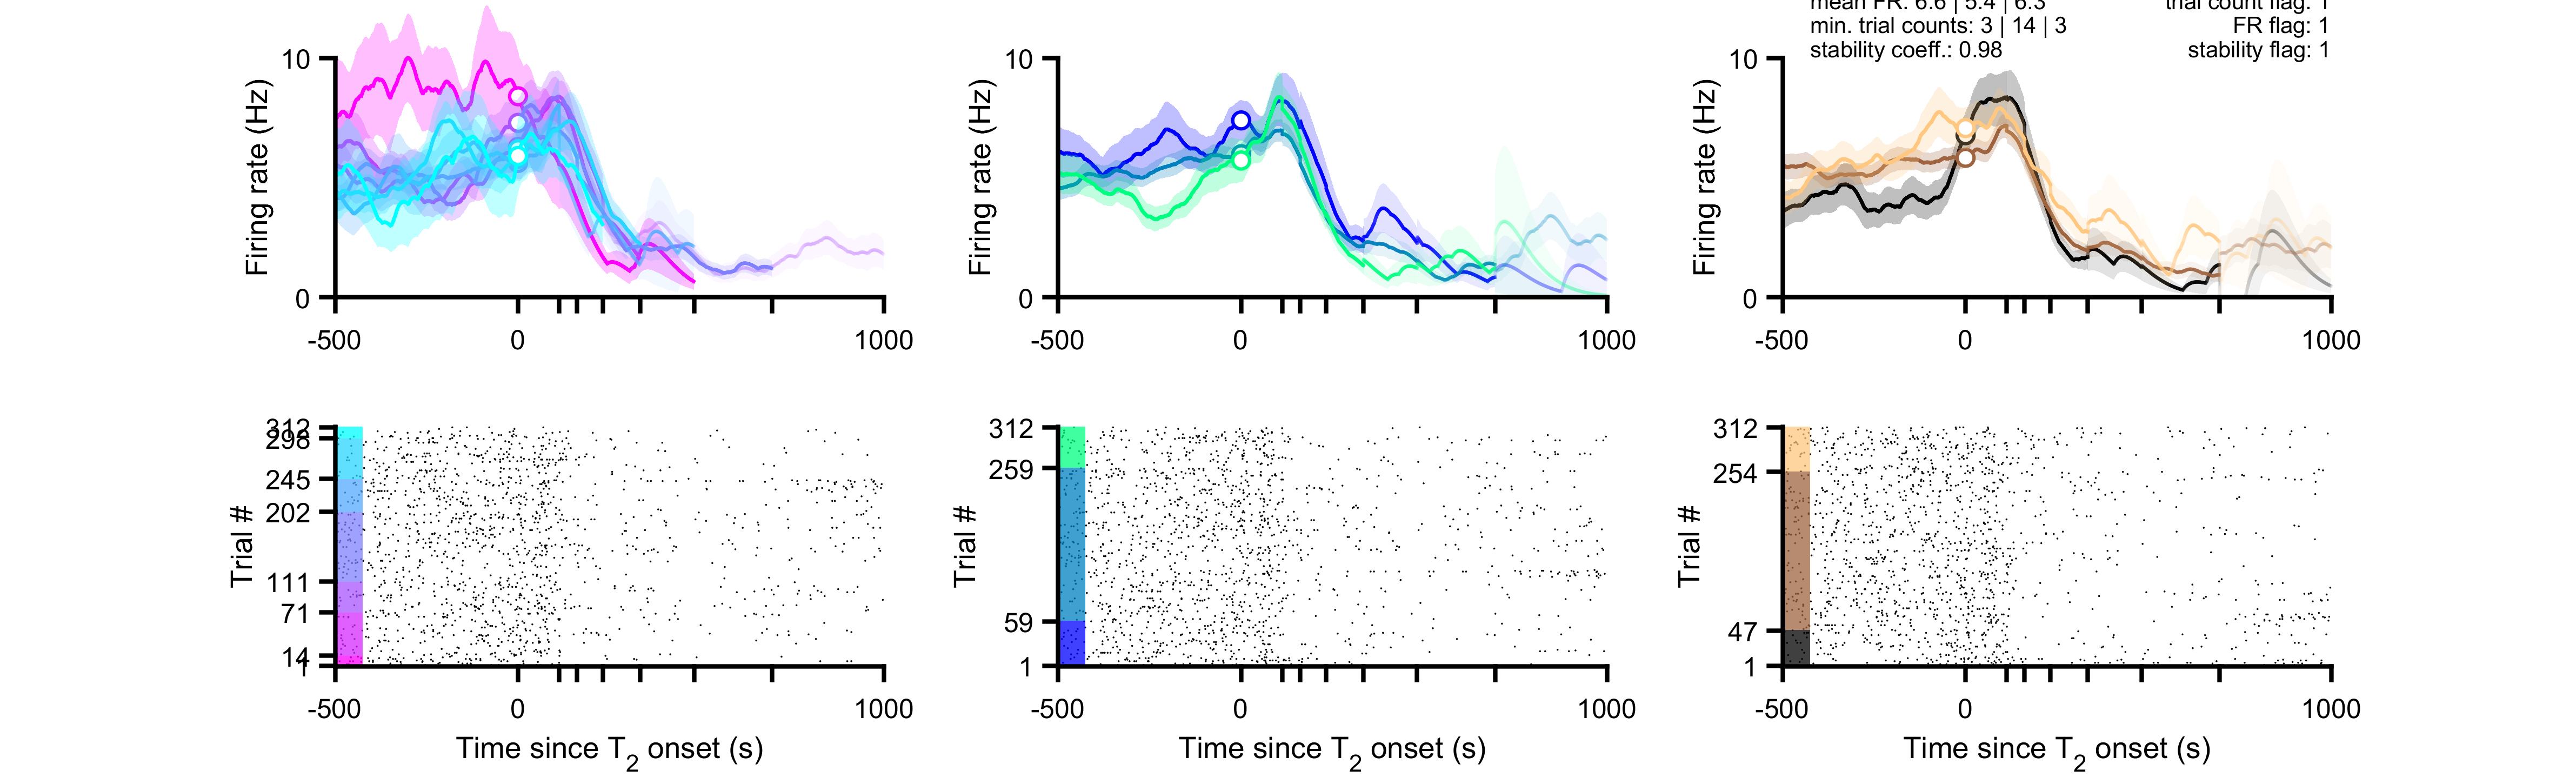 mean FR: 6.6 | 5.4 | 6.3 trial count flag: 1
min. trial counts: 3 | 14 | 3 FR flag: 1
stability coeff.: 0.98 stability flag: 1
10 10 10
Firing rate (Hz) Firing rate (Hz) Firing rate (Hz)
0 0 0
-500 0 1000 -500 0 1000 -500 0 1000
312 312 312
298 259 254
245
202
Trial # Trial # Trial #
111
71 59 47
14
1 1 1
-500 0 1000 -500 0 1000 -500 0 1000
Time since T2 onset (s) Time since T2 onset (s) Time since T2 onset (s)